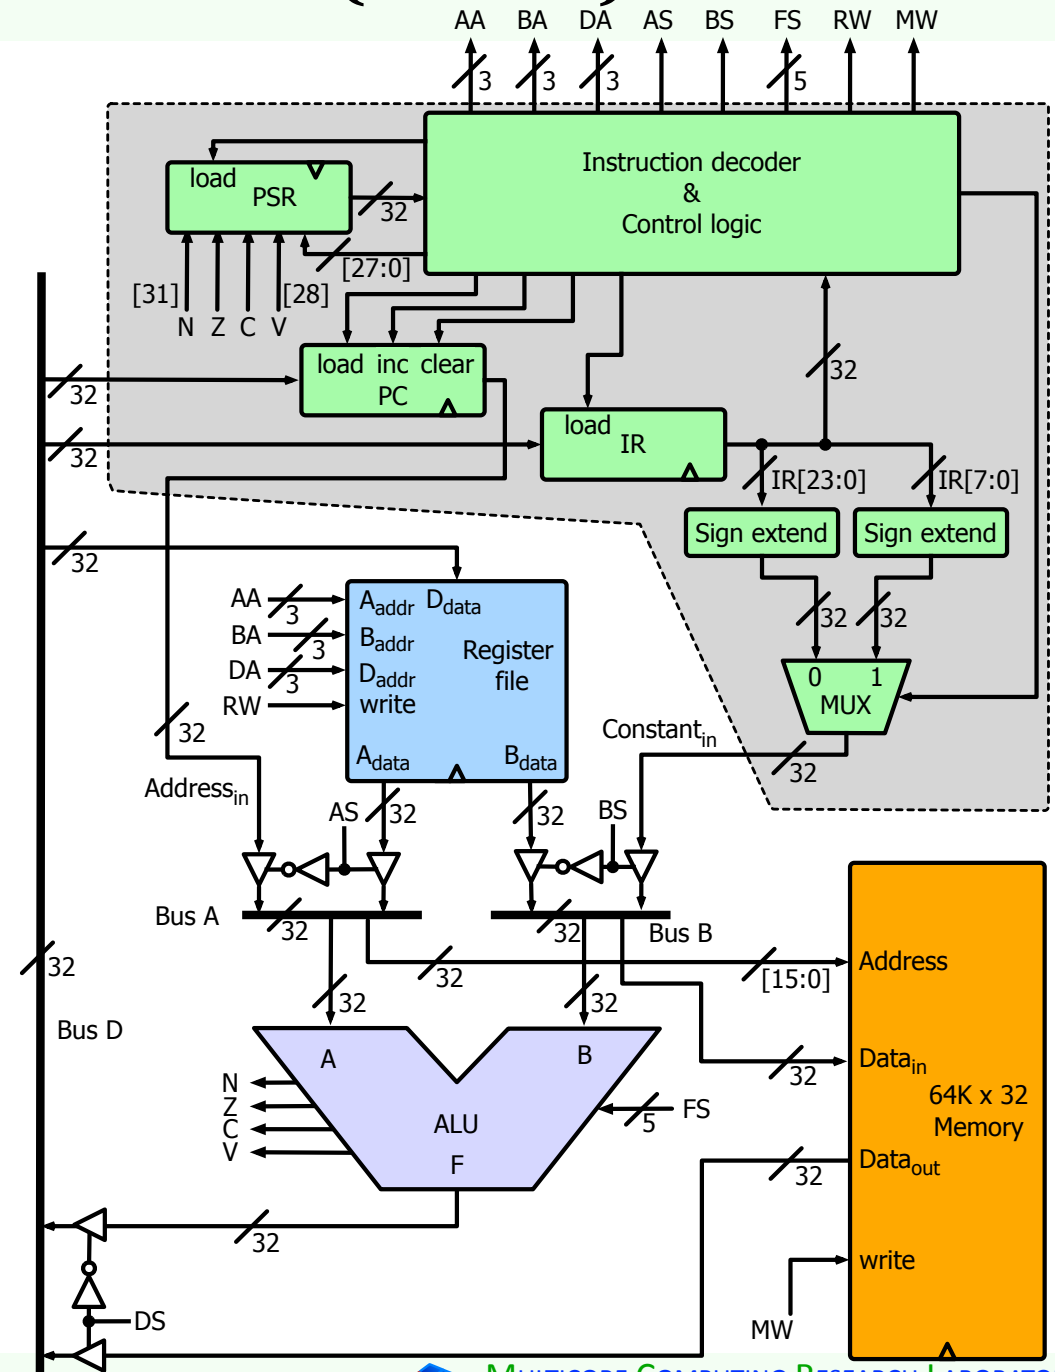 AA BA DA AS BS FS RW MW
3 3 3 5
Instruction decoder
&
Control logic
load
PSR
32
[27:0]
[31] [28]
N Z C V
load inc clear
PC
32
32
32
load
IR
IR[23:0] IR[7:0]
Sign extend Sign extend
32
32 32
AA 3
BA 3
DA 3
RW
Aaddr Ddata
Baddr
Daddr
write
Register
file
Adata Bdata
0 1
MUX
32
Constantin
32
Addressin
AS 32
32 BS
Bus A 32
32 Bus B
32
32
[15:0]
32
32
Bus D
32
Address
Datain
64K x 32
Memory
Dataout
write
32
32
A B
ALU
F
N
Z
C
V
FS
5
32
DS
MW